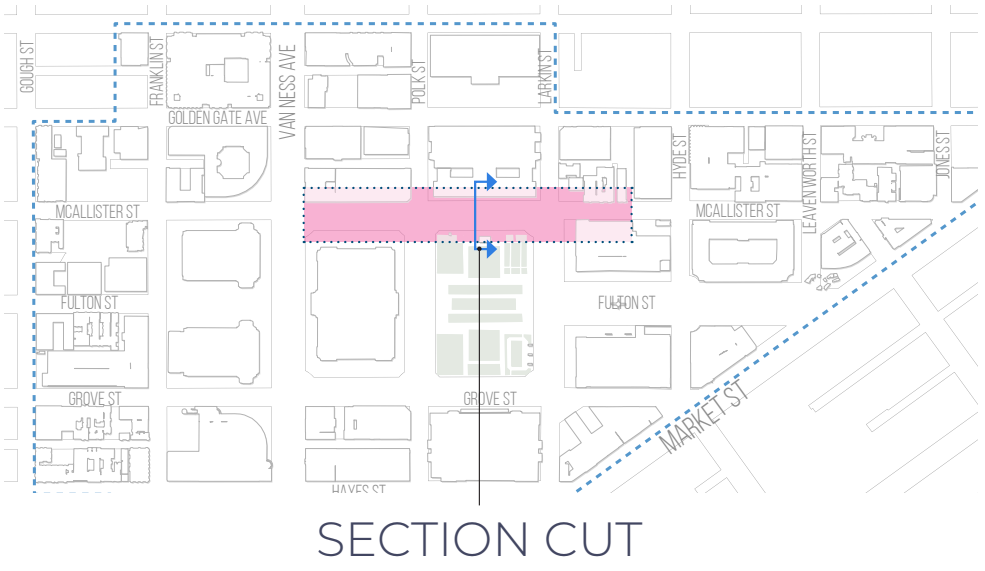 GOUGH ST
FRANKLIN ST
VAN NESS AVE
POLK ST
LARKIN ST
GOLDEN GATE AVE
HYDE ST
LEAVENWORTH ST
JONES ST
MCALLISTER ST
MCALLISTER ST
FULTON ST
FULTON ST
GROVE ST
GROVE ST
MARKET ST
HAYES ST
SECTION CUT